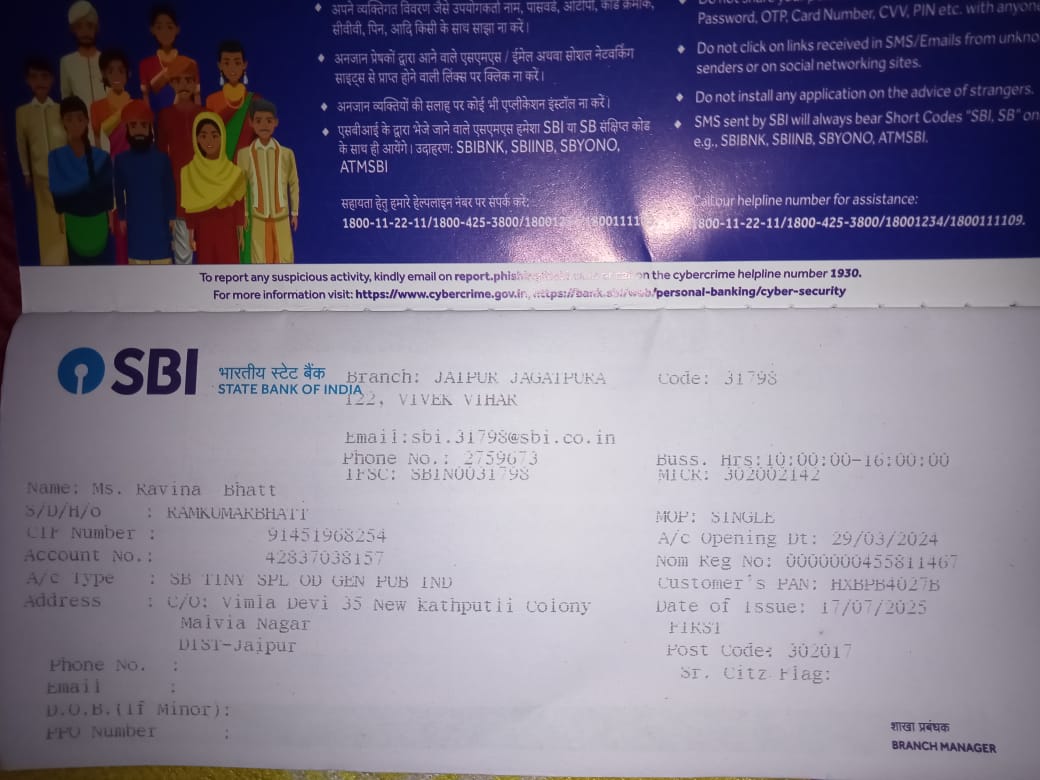 अपने व्यक्तिगत विवरण जैसे उपयोगकर्ता नाम, पासवर्ड, ओटीपी, कार्ड क्रमांक,
सीवीवी, पिन, आदि किसी के साथ साझा ना करें।
अनजान प्रेषकों द्वारा आने वाले एसएमएस / ईमेल अथवा सोशल नेटवर्किंग
साइट्स से प्राप्त होने वाली लिंक्स पर क्लिक ना करें।
अनजान व्यक्तियों की सलाह पर कोई भी एप्लीकेशन इंस्टॉल ना करें।
एसबीआई के द्वारा भेजे जाने वाले एसएमएस हमेशा SBI या SB संक्षिप्त कोड
के साथ ही आयेंगे। उदाहरण: SBIBNK, SBIINB, SBYONO,
ATMSBI
सहायता हेतु हमारे हेल्पलाइन नंबर पर संपर्क करें:
1800-11-22-11/1800-425-3800/
Password, OTP, Card Number, CVV, PIN etc. with anyone
Do not click on links received in SMS/Emails from
senders or on social networking sites.
Do not install any application on the advice of strangers.
SMS sent by SBI will always bear Short Codes "SBI, SB"
e.g., SBIBNK, SBIINB, SBYONO, ATMSBI.
Call our helpline number for assistance:
1800-11-22-11/1800-425-3800/18001234/1800111109.
To report any suspicious activity, kindly email on on the cybercrime helpline number 1930.
For more information visit: https://www.cybercrime.gov.in, https://bank.sbi/web/personal-banking/cyber-security
SBI भारतीय स्टेट बैंक
STATE BANK OF INDIA
Branch: JAIPUR JAGATPURA Code: 31798
122, VIVEK VIHAR
Email:sbi.31798@sbi.co.in
Phone No.: 2759673 Buss. Hrs:10:00:00-16:00:00
IFSC: SBIN0031798 MICR: 302002142
Name: Ms. Ravina Bhatt
S/D/H/o : RAMKUMARBHATT MOP: SINGLE
CIF Number : 91451968254 A/c Opening Dt: 29/03/2024
Account No.: 42837038157 Nom Reg No: 0000000455811467
A/c Type : SB TINY SPL OD GEN PUB IND Customer's PAN: HXBPB4027B
Address : C/O: Vimla Devi 35 New Kathputli Colony Date of Issue: 17/07/2025
Malvia Nagar FIRST
DIST-Jaipur Post Code: 302017
Phone No. : Sr. Citz Flag:
Email :
D.O.B.(If Minor):
PPO Number :
शाखा प्रबंधक
BRANCH MANAGER